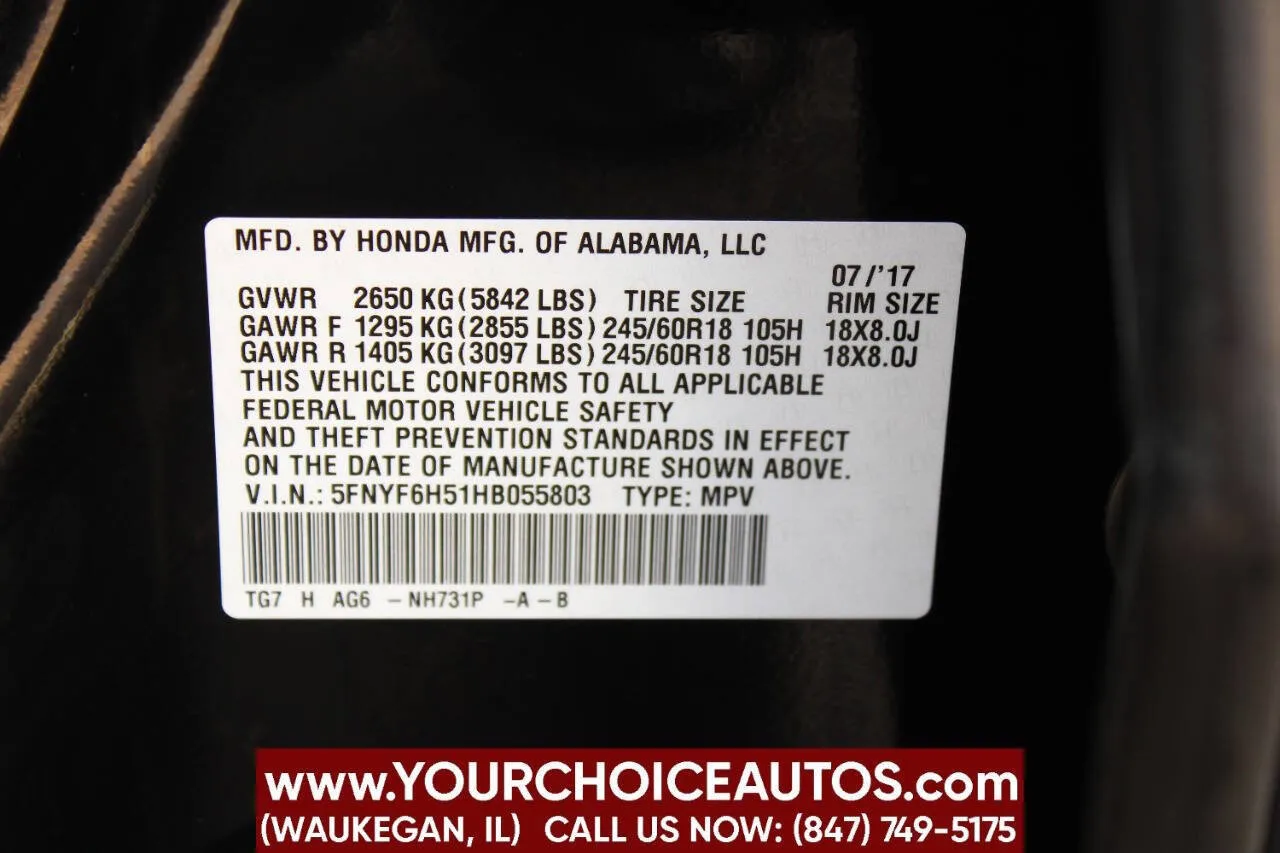 MFD. BY HONDA MFG. OF ALABAMA, LLC
07/'17
GVWR 2650 KG(5842 LBS) TIRE SIZE RIM SIZE
GAWR F 1295 KG(2855 LBS) 245/60R18 105H 18X8.0J
GAWR R 1405 KG(3097 LBS) 245/60R18 105H 18X8.0J
THIS VEHICLE CONFORMS TO ALL APPLICABLE
FEDERAL MOTOR VEHICLE SAFETY
AND THEFT PREVENTION STANDARDS IN EFFECT
ON THE DATE OF MANUFACTURE SHOWN ABOVE.
V.I.N.: 5FNYF6H51HB055803 TYPE: MPV
TG7 H AG6 -NH731P -A-B
www.YOURCHOICEAUTOS.com
(WAUKEGAN, IL) CALL US NOW: (847) 749-5175